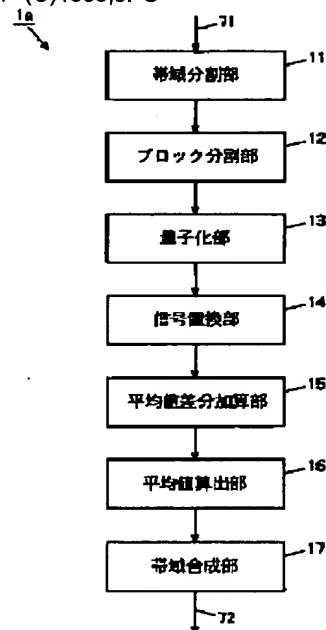 1a
71
帯域分割部
11
ブロック分割部
12
量子化部
13
信号置換部
14
平均値差分加算部
15
平均値算出部
16
帯域合成部
17
72